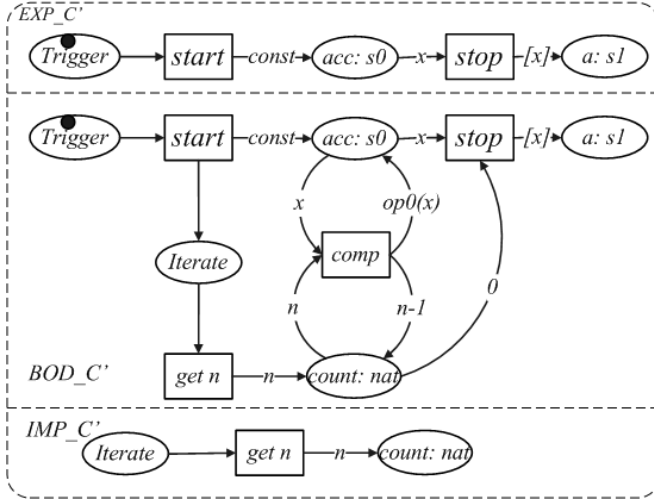 EXP_C'
Trigger start const acc: s0 x stop [x] a: s1
Trigger start const acc: s0 x stop [x] a: s1
x op0(x)
Iterate comp
n n-1 0
BOD_C' get n n count: nat
IMP_C'
Iterate get n n count: nat